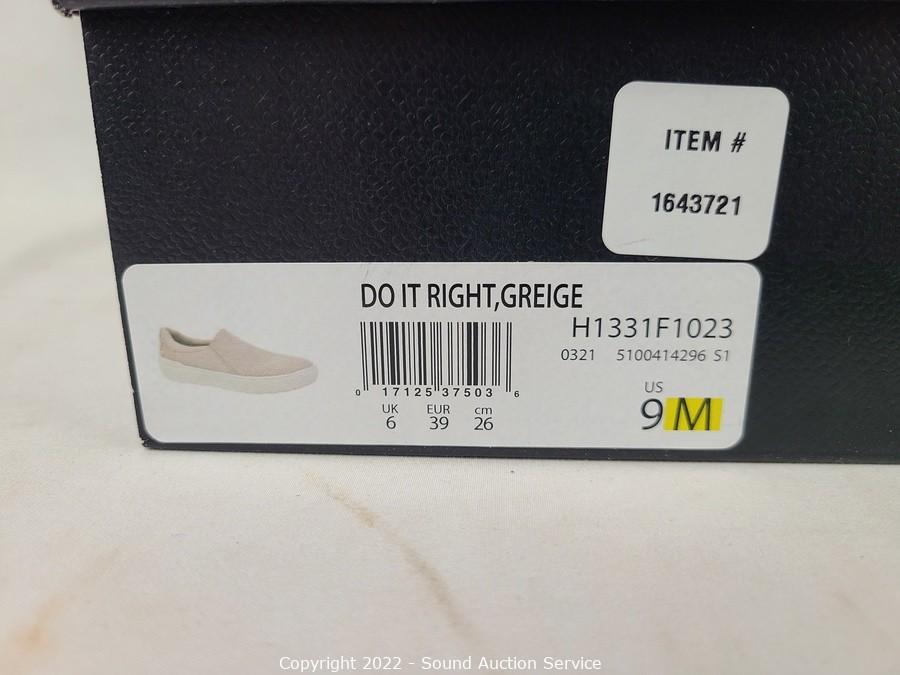 ITEM #
1643721
DO IT RIGHT,GREIGE
H1331F1023
0321 5100414296 S1
0 17125 37503 6
UK EUR cm
6 39 26
US
9 M
Copyright 2022 - Sound Auction Service